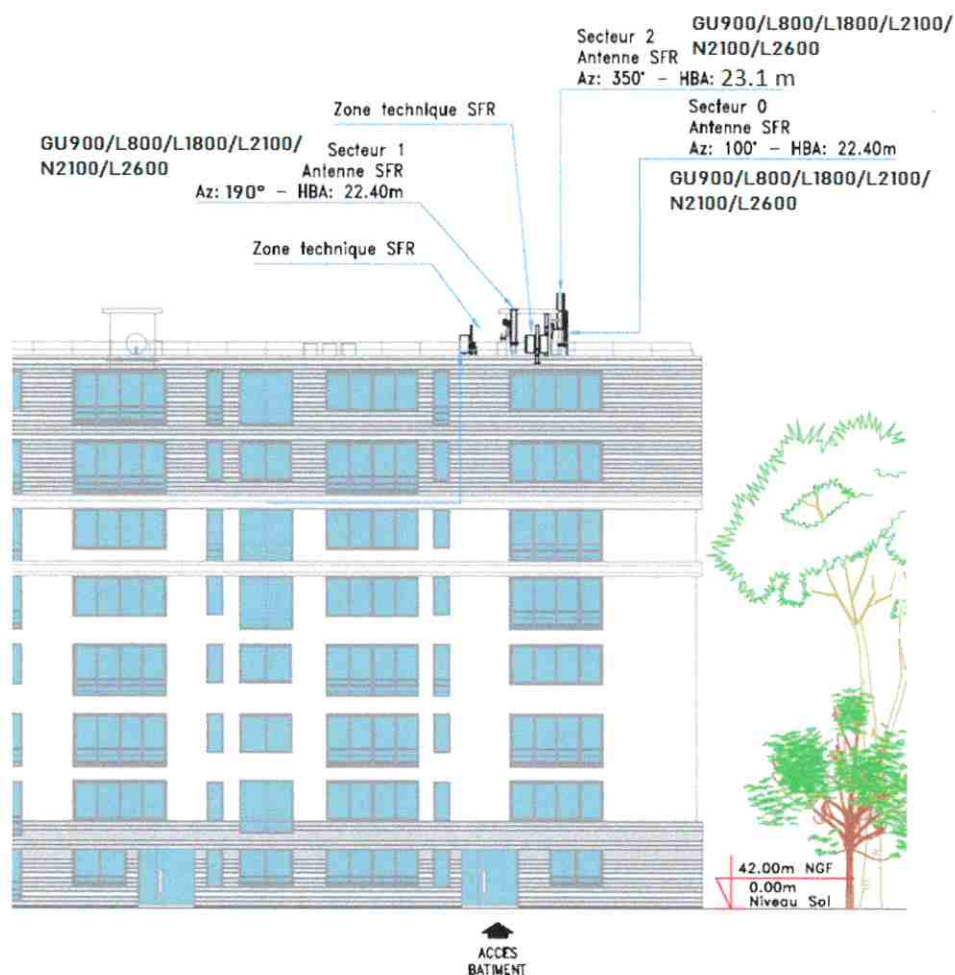 GU900/L800/L1800/L2100/
N2100/L2600
Secteur 2
Antenne SFR
Az: 350° - HBA: 23.1 m
Zone technique SFR
Secteur 0
Antenne SFR
Az: 100° - HBA: 22.40m
GU900/L800/L1800/L2100/
N2100/L2600
GU900/L800/L1800/L2100/
N2100/L2600
Secteur 1
Antenne SFR
Az: 190° - HBA: 22.40m
Zone technique SFR
42.00m NGF
0.00m
Niveau Sol
ACCES
BATIMENT